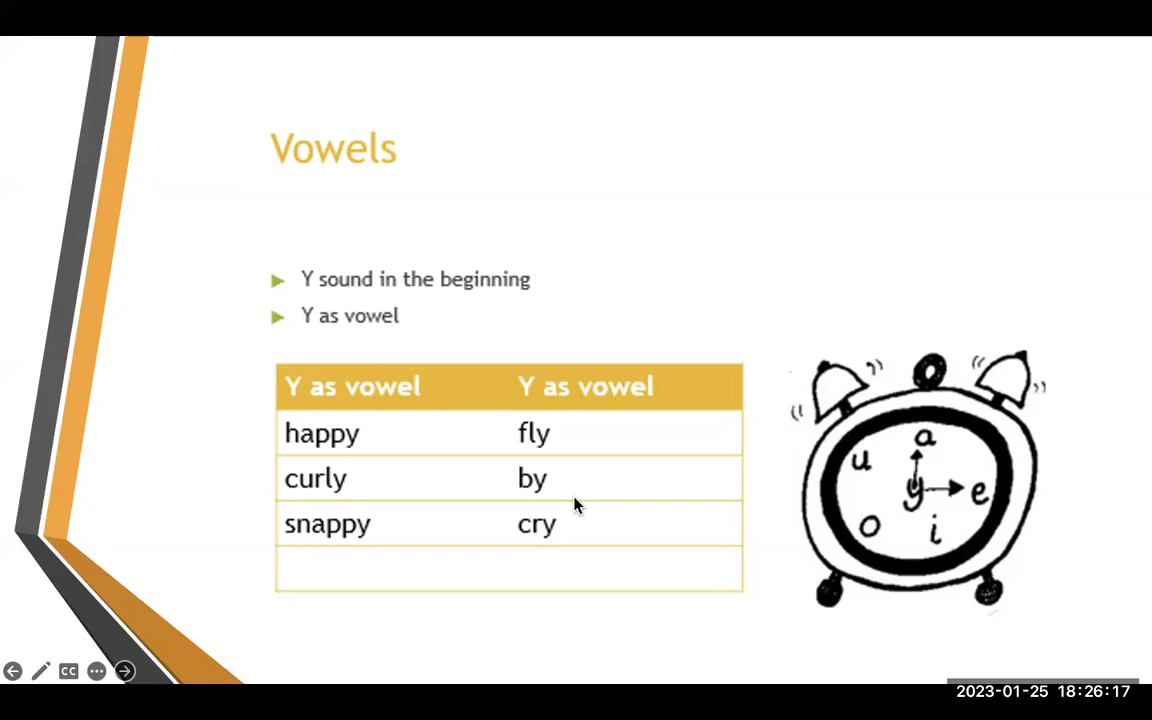 Vowels
Y sound in the beginning
Y as vowel
Y as vowel Y as vowel
happy fly
curly by
snappy cry
a
u
y e
o i
CC
2023-01-25 18:26:17